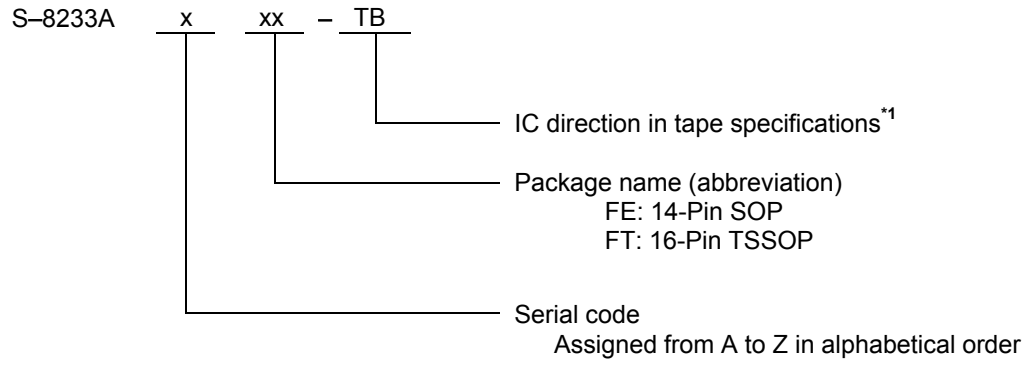 S–8233A x xx – TB
IC direction in tape specifications*1
Package name (abbreviation)
FE: 14-Pin SOP
FT: 16-Pin TSSOP
Serial code
Assigned from A to Z in alphabetical order